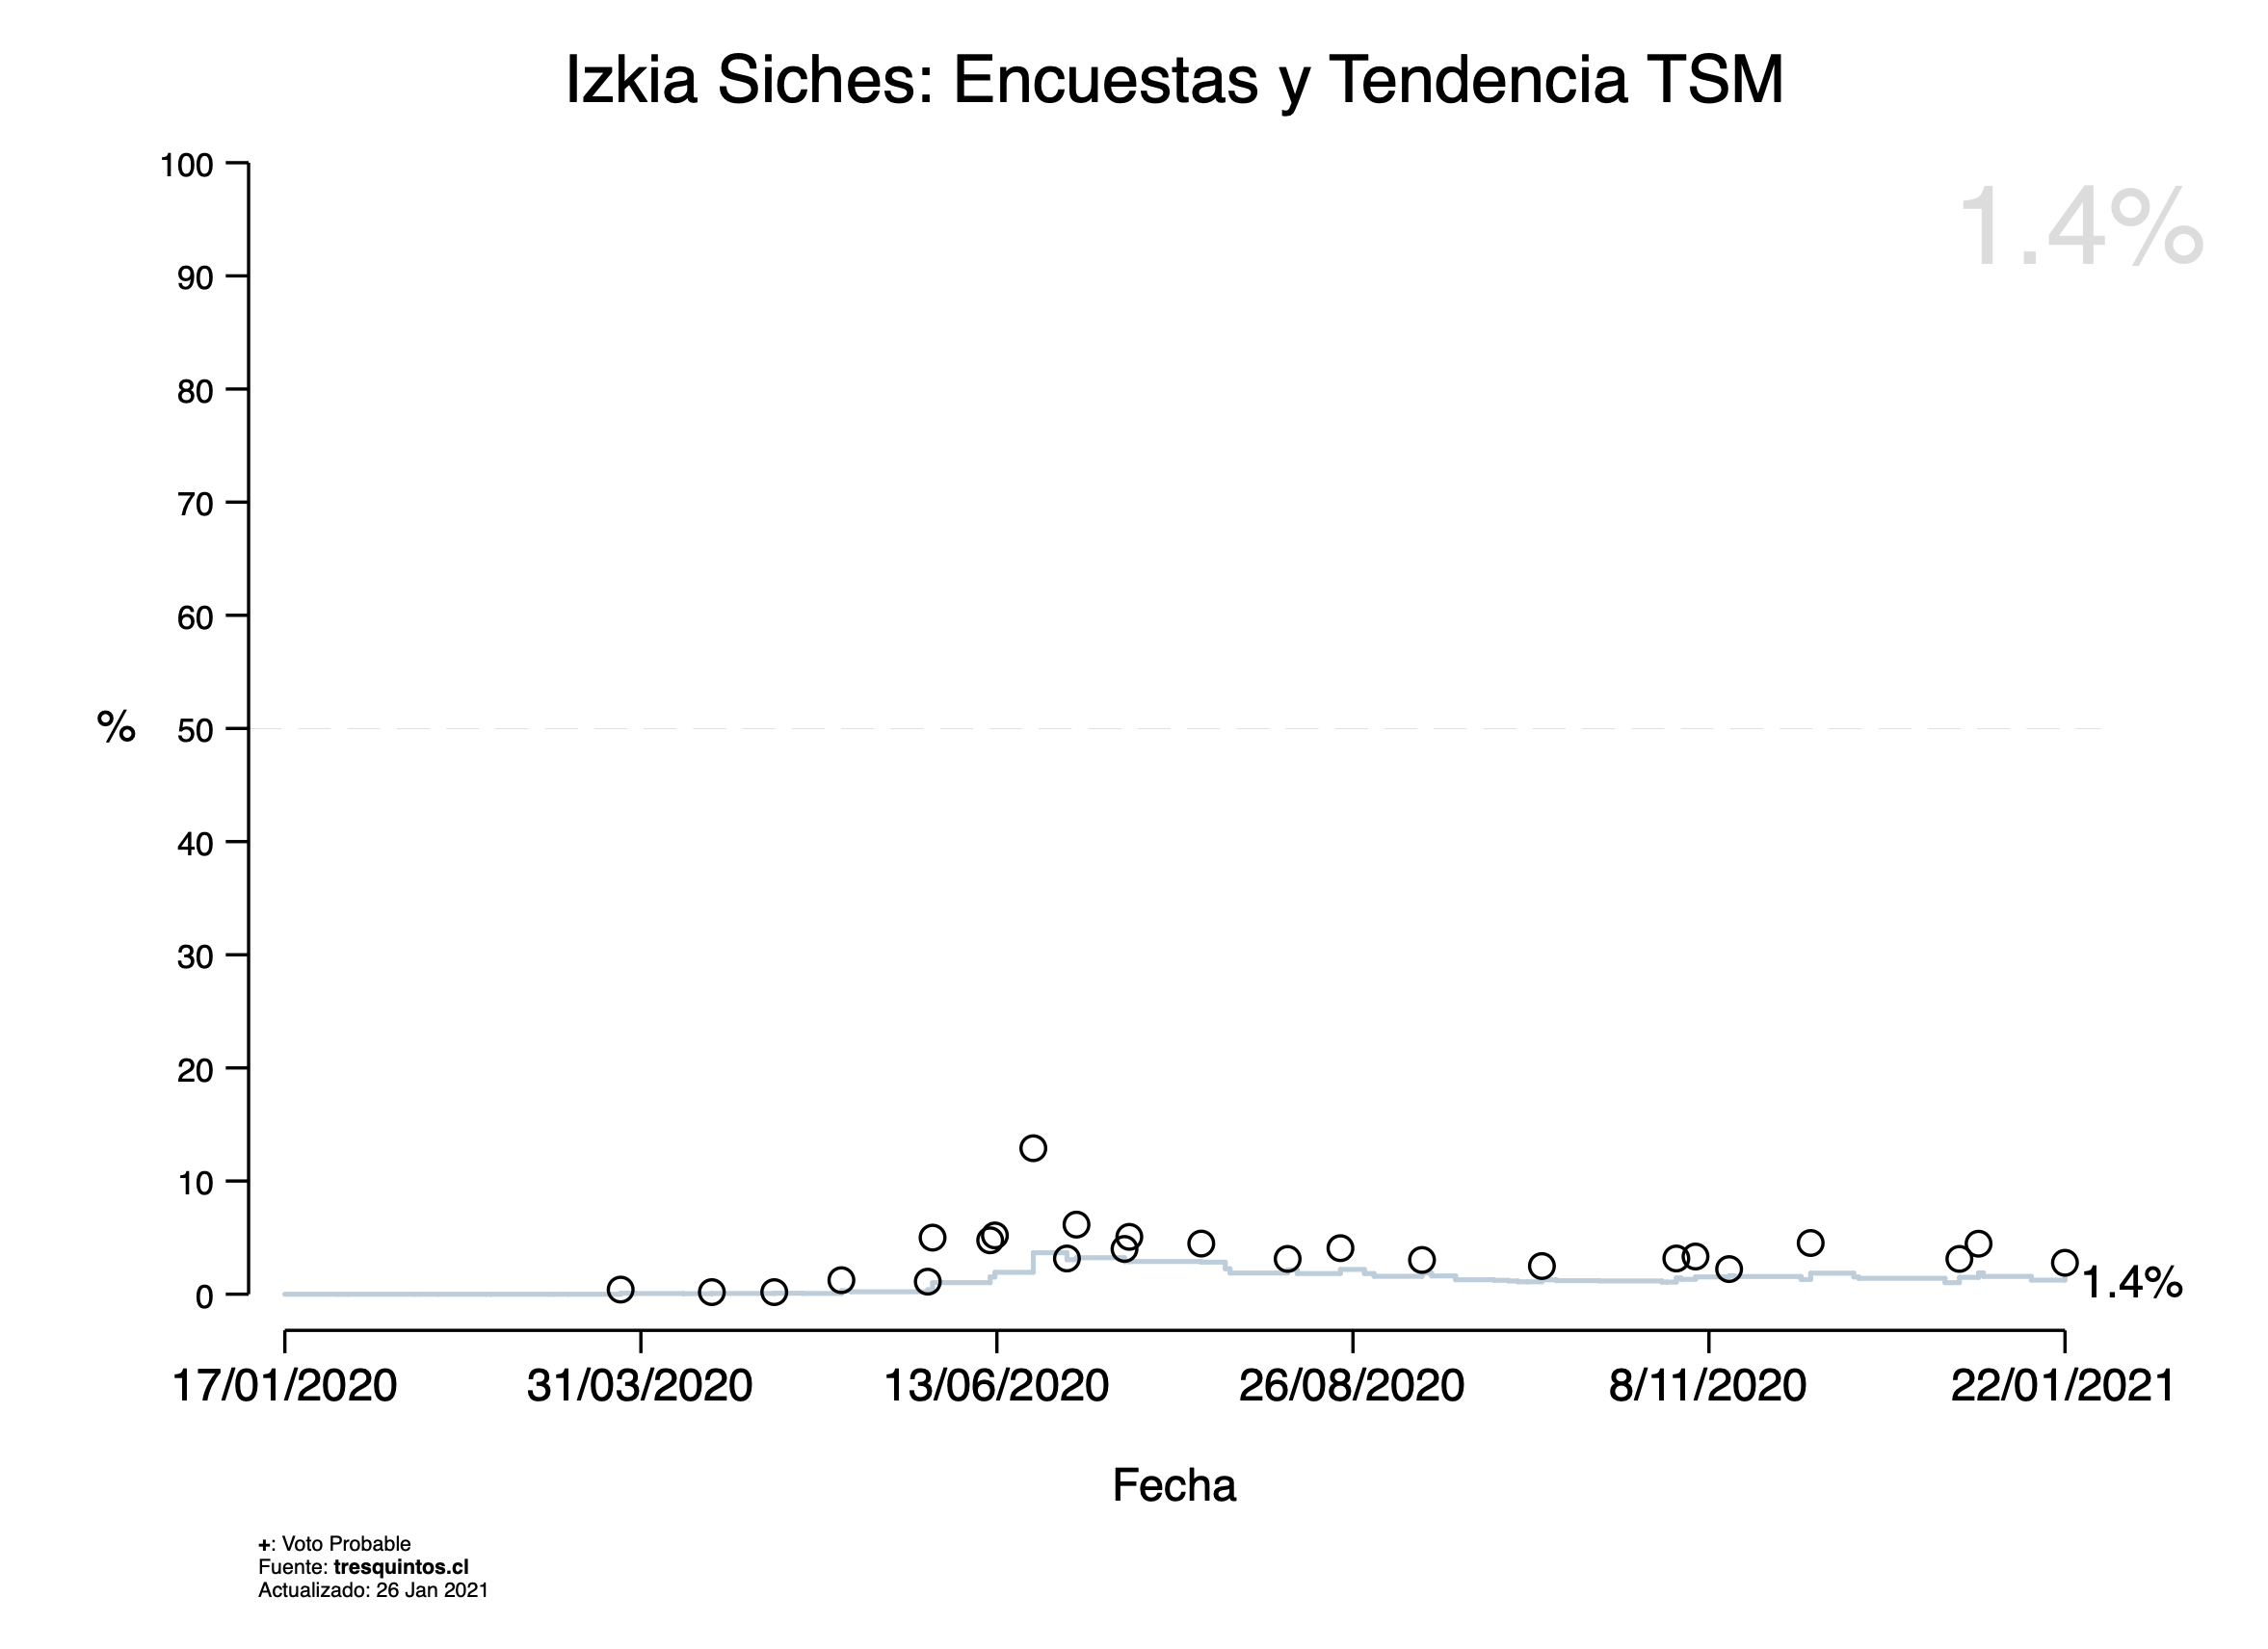 Izkia Siches: Encuestas y Tendencia TSM
1.4%
100
90
80
70
60
50
40
30
20
10
0
%
1.4%
17/01/2020 31/03/2020 13/06/2020 26/08/2020 8/11/2020 22/01/2021
Fecha
+: Voto Probable
Fuente: tresquintos.cl
Actualizado: 26 Jan 2021